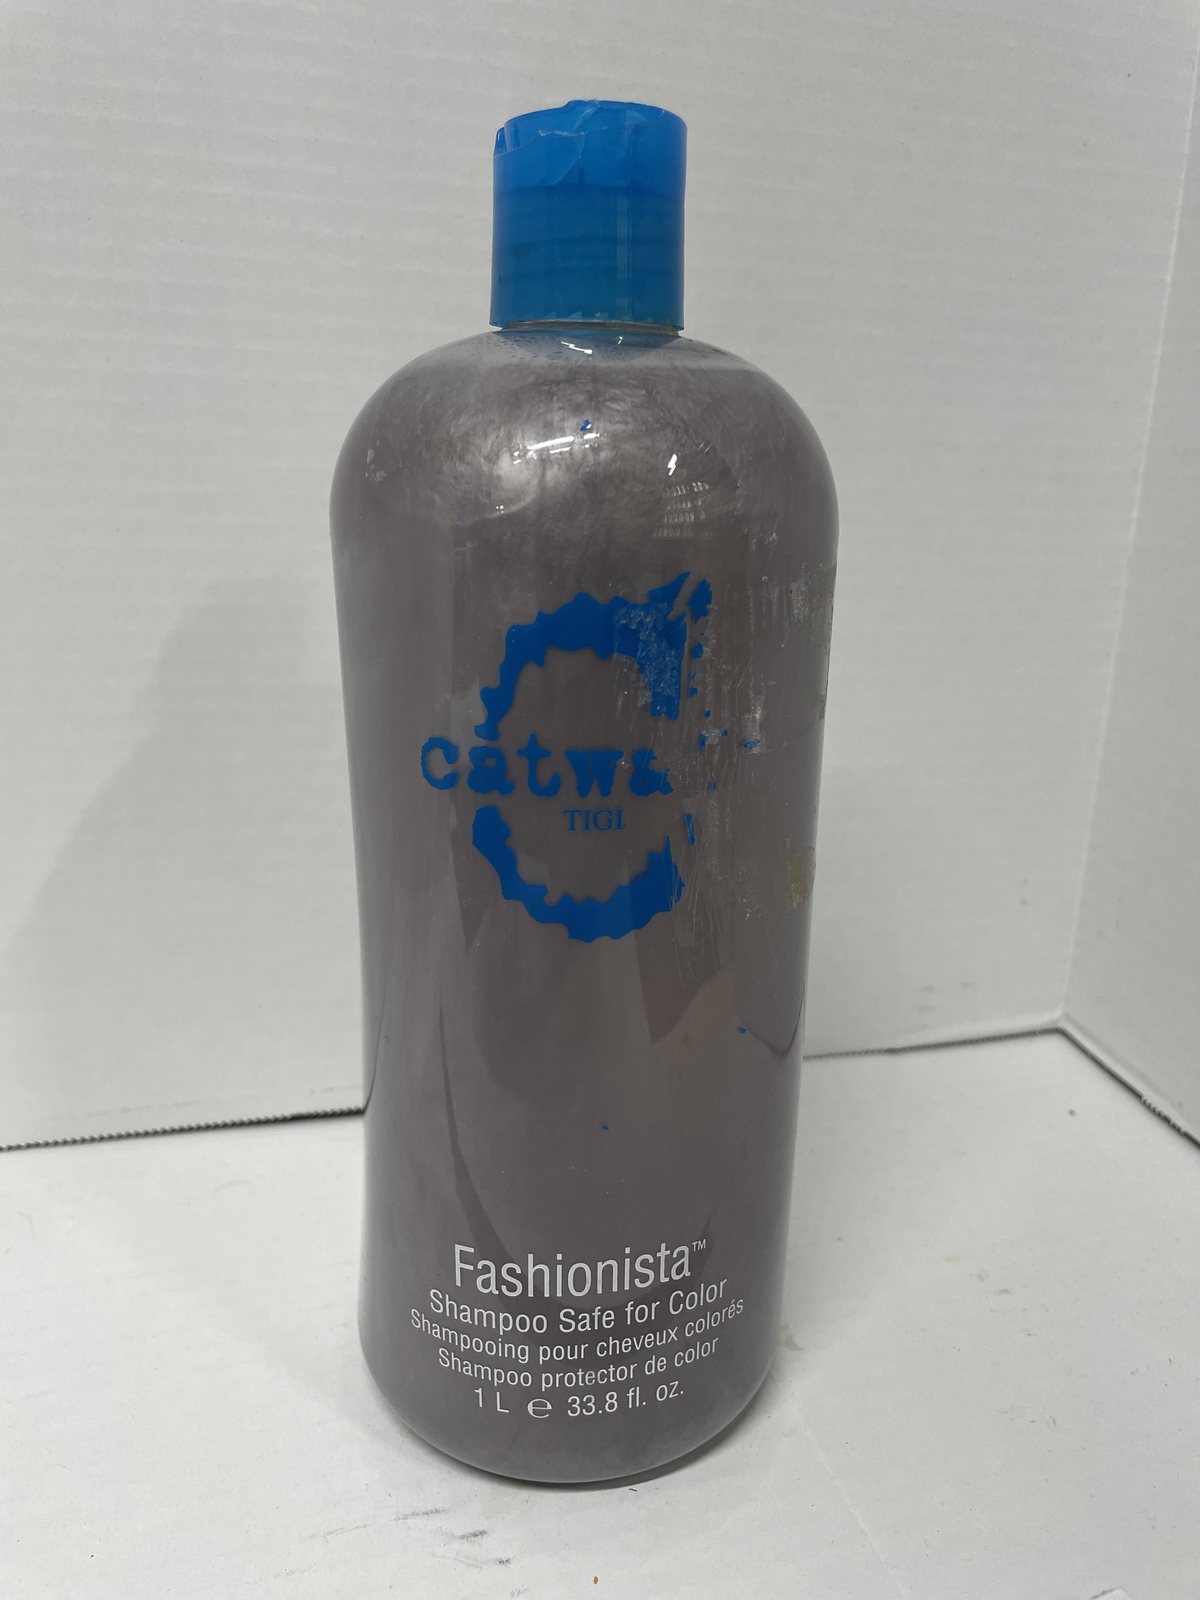 catwa
TIGI
Fashionista™
Shampoo Safe for Color
Shampooing pour cheveux colorés
Shampoo protector de color
1 L ℮ 33.8 fl. oz.